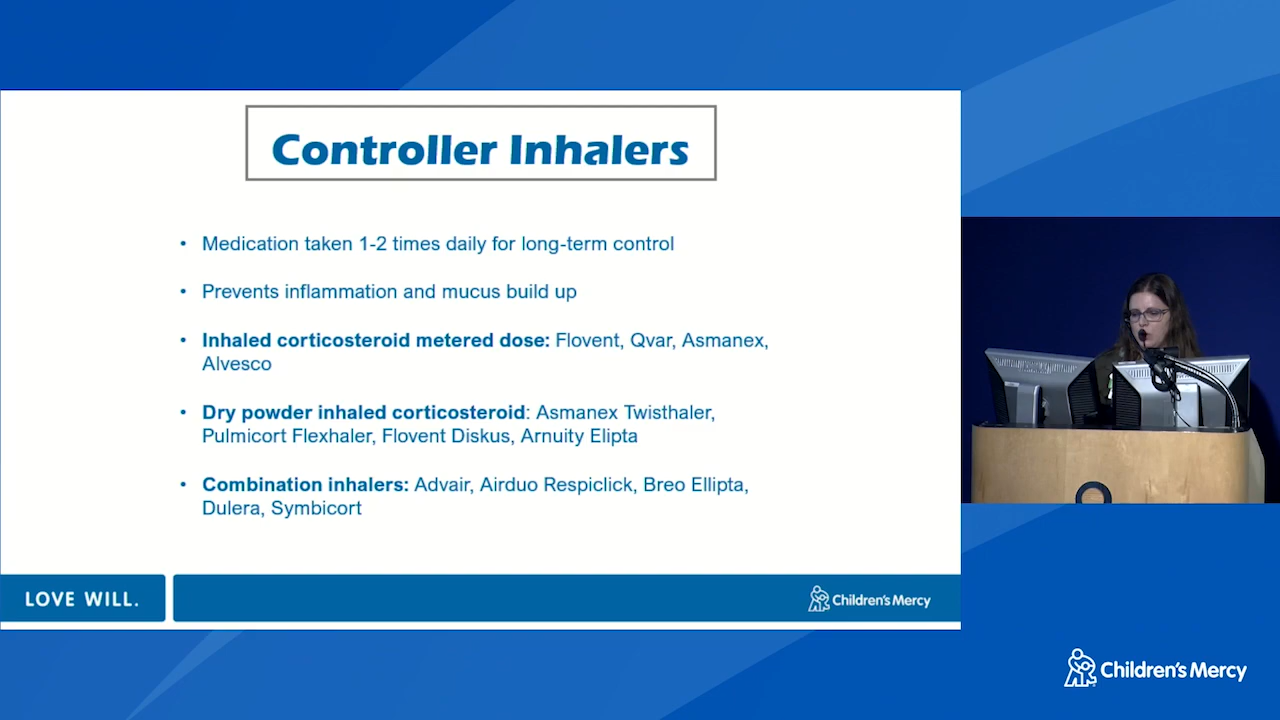 Controller Inhalers
• Medication taken 1-2 times daily for long-term control
• Prevents inflammation and mucus build up
• Inhaled corticosteroid metered dose: Flovent, Qvar, Asmanex,
Alvesco
• Dry powder inhaled corticosteroid: Asmanex Twisthaler,
Pulmicort Flexhaler, Flovent Diskus, Arnuity Elipta
• Combination inhalers: Advair, Airduo Respiclick, Breo Ellipta,
Dulera, Symbicort
LOVE WILL.
Children's Mercy
Children's Mercy